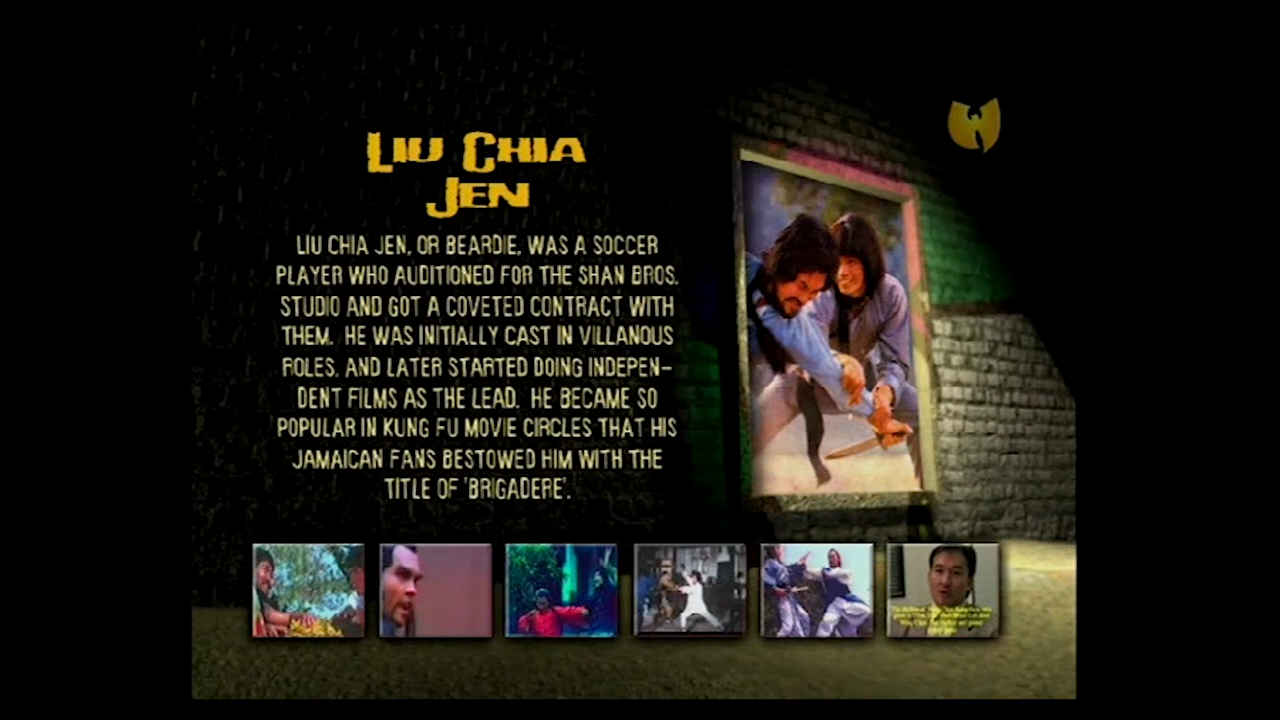 Liu Chia
Jen
LIU CHIA JEN, OR BEARDIE, WAS A SOCCER
PLAYER WHO AUDITIONED FOR THE SHAN BROS.
STUDIO AND GOT A COVETED CONTRACT WITH
THEM. HE WAS INITIALLY CAST IN VILLANOUS
ROLES, AND LATER STARTED DOING INDEPEN-
DENT FILMS AS THE LEAD. HE BECAME SO
POPULAR IN KUNG FU MOVIE CIRCLES THAT HIS
JAMAICAN FANS BESTOWED HIM WITH THE
TITLE OF 'BRIGADERE'.